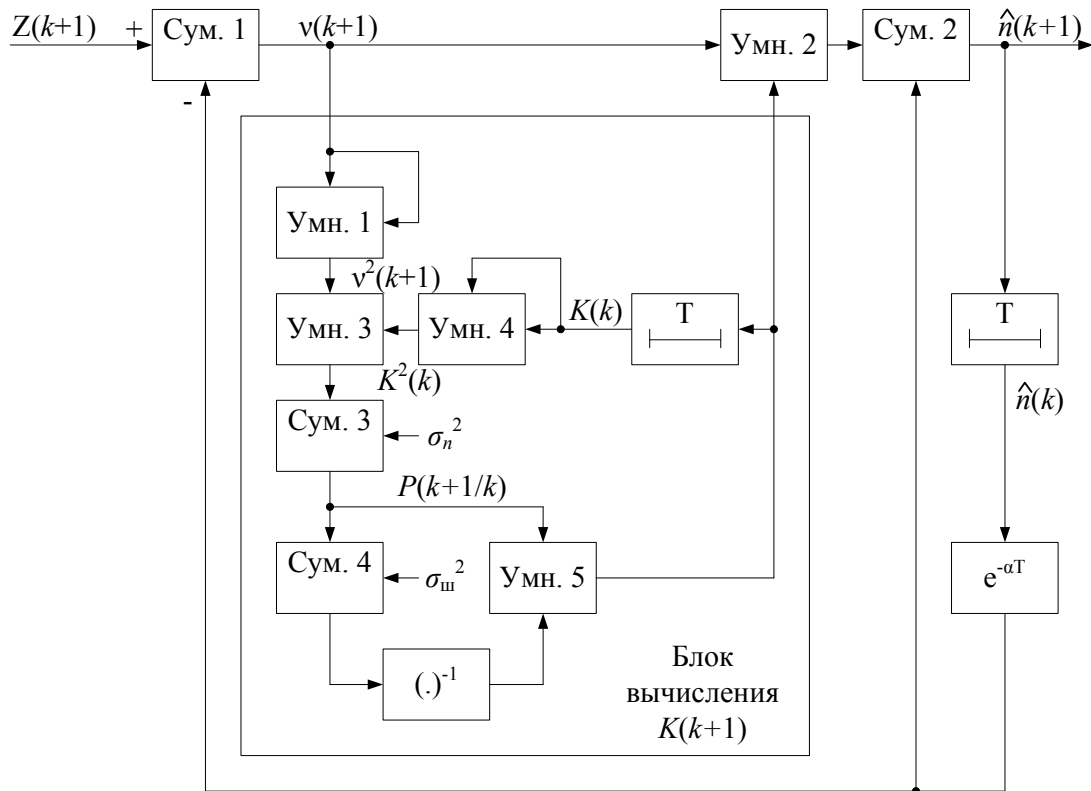 Z(k+1)
+
Сум. 1
ν(k+1)
Умн. 2
Сум. 2
n̂(k+1)
-
Умн. 1
ν²(k+1)
Умн. 3
Умн. 4
K(k)
T
T
K²(k)
n̂(k)
Сум. 3
σₙ²
P(k+1/k)
Сум. 4
σ_ш²
Умн. 5
e^-αT
(.)⁻¹
Блок
вычисления
K(k+1)